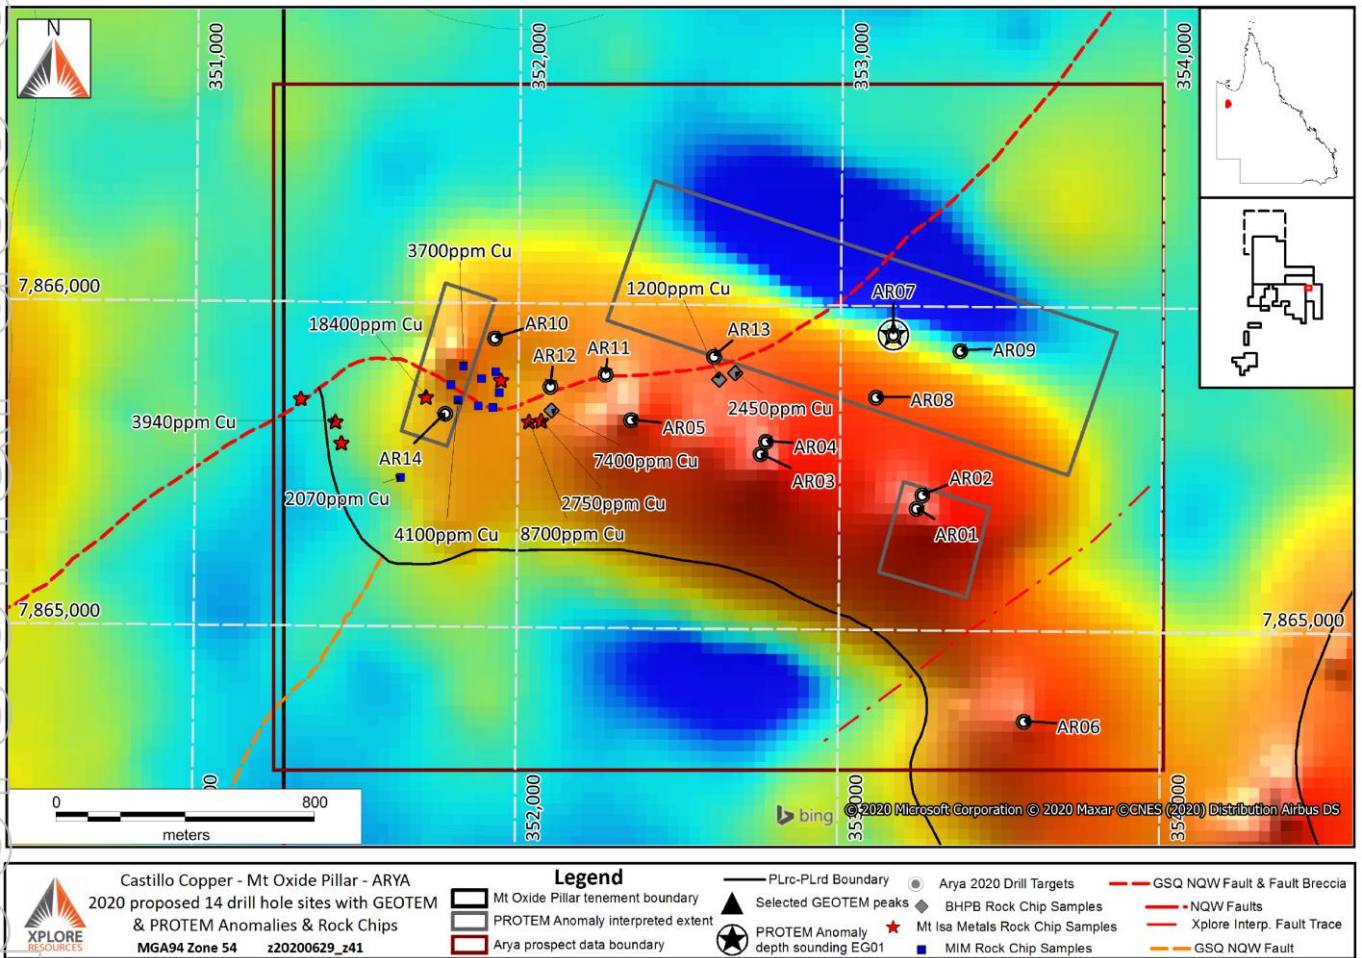 N
351,000
352,000
353,000
354,000
3700ppm Cu
7,866,000
1200ppm Cu
AR07
18400ppm Cu
AR10
AR13
AR12
AR11
AR09
AR08
3940ppm Cu
2450ppm Cu
AR05
AR04
AR14
7400ppm Cu
AR03
AR02
2070ppm Cu
2750ppm Cu
4100ppm Cu
8700ppm Cu
AR01
7,865,000
7,865,000
AR06
352,000
353,000
354,000
0 800
meters
bing
© 2020 Microsoft Corporation © 2020 Maxar ©CNES (2020) Distribution Airbus DS
Castillo Copper - Mt Oxide Pillar - ARYA
2020 proposed 14 drill hole sites with GEOTEM
& PROTEM Anomalies & Rock Chips
MGA94 Zone 54 z20200629_z41
XPLORE
RESOURCES
Legend
Mt Oxide Pillar tenement boundary
PROTEM Anomaly interpreted extent
Arya prospect data boundary
PLrc-PLrd Boundary
Selected GEOTEM peaks
PROTEM Anomaly
depth sounding EG01
Arya 2020 Drill Targets
BHPB Rock Chip Samples
Mt Isa Metals Rock Chip Samples
MIM Rock Chip Samples
GSQ NQW Fault & Fault Breccia
NQW Faults
Xplore Interp. Fault Trace
GSQ NQW Fault